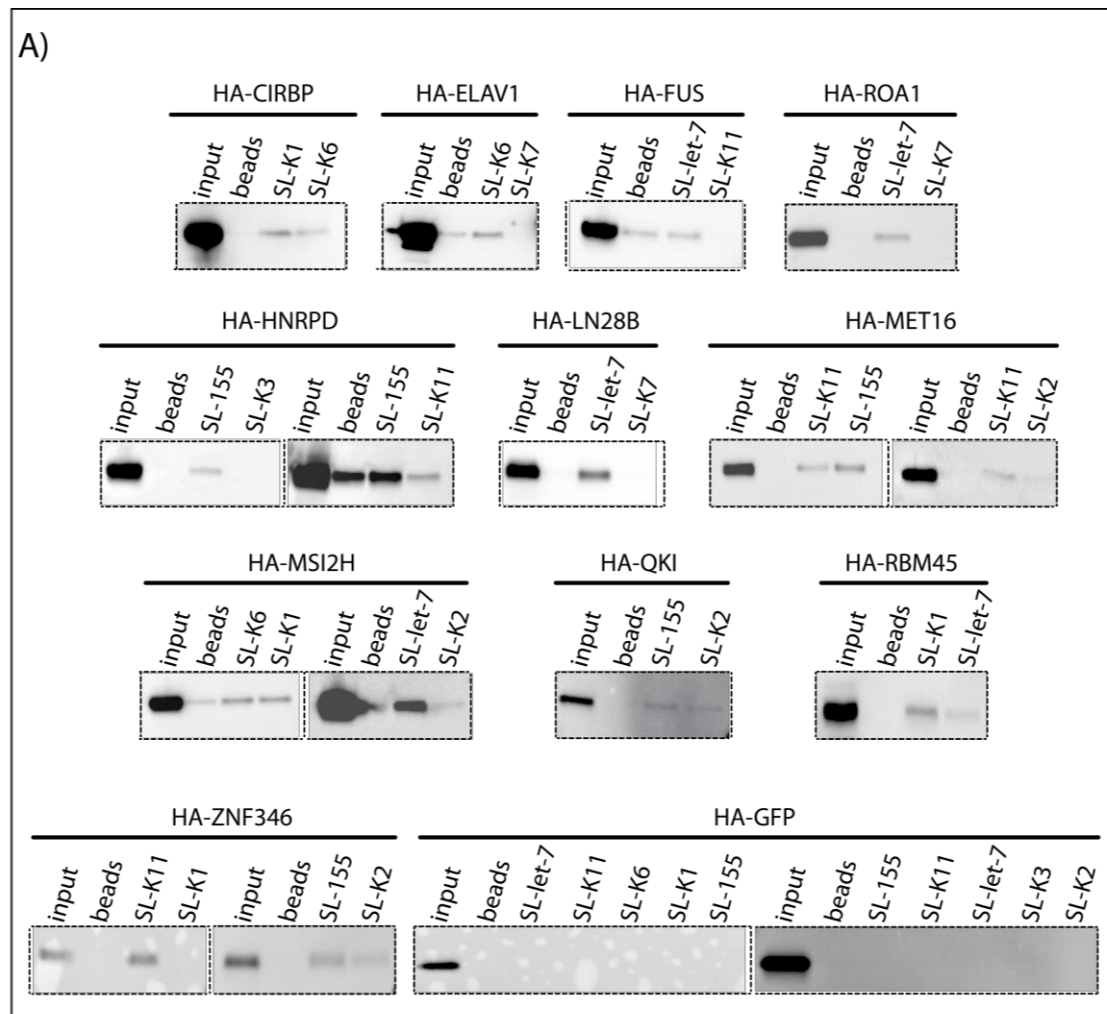 A)
HA-CIRBP HA-ELAV1 HA-FUS HA-ROA1
input beads SL-K1 SL-K6 input beads SL-K6 SL-K7 input beads SL-let-7 SL-K11 input beads SL-let-7 SL-K7
HA-HNRPD HA-LN28B HA-MET16
input beads SL-155 SL-K3 input beads SL-155 SL-K11 input beads SL-let-7 SL-K7 input beads SL-K11 SL-155 input beads SL-K11 SL-K2
HA-MSI2H HA-QKI HA-RBM45
input beads SL-K6 SL-K1 input beads SL-let-7 SL-K2 input beads SL-155 SL-K2 input beads SL-K1 SL-let-7
HA-ZNF346 HA-GFP
input beads SL-K11 SL-K1 input beads SL-155 SL-K2 input beads SL-let-7 SL-K11 SL-K6 SL-K1 SL-155 input beads SL-155 SL-K11 SL-let-7 SL-K3 SL-K2